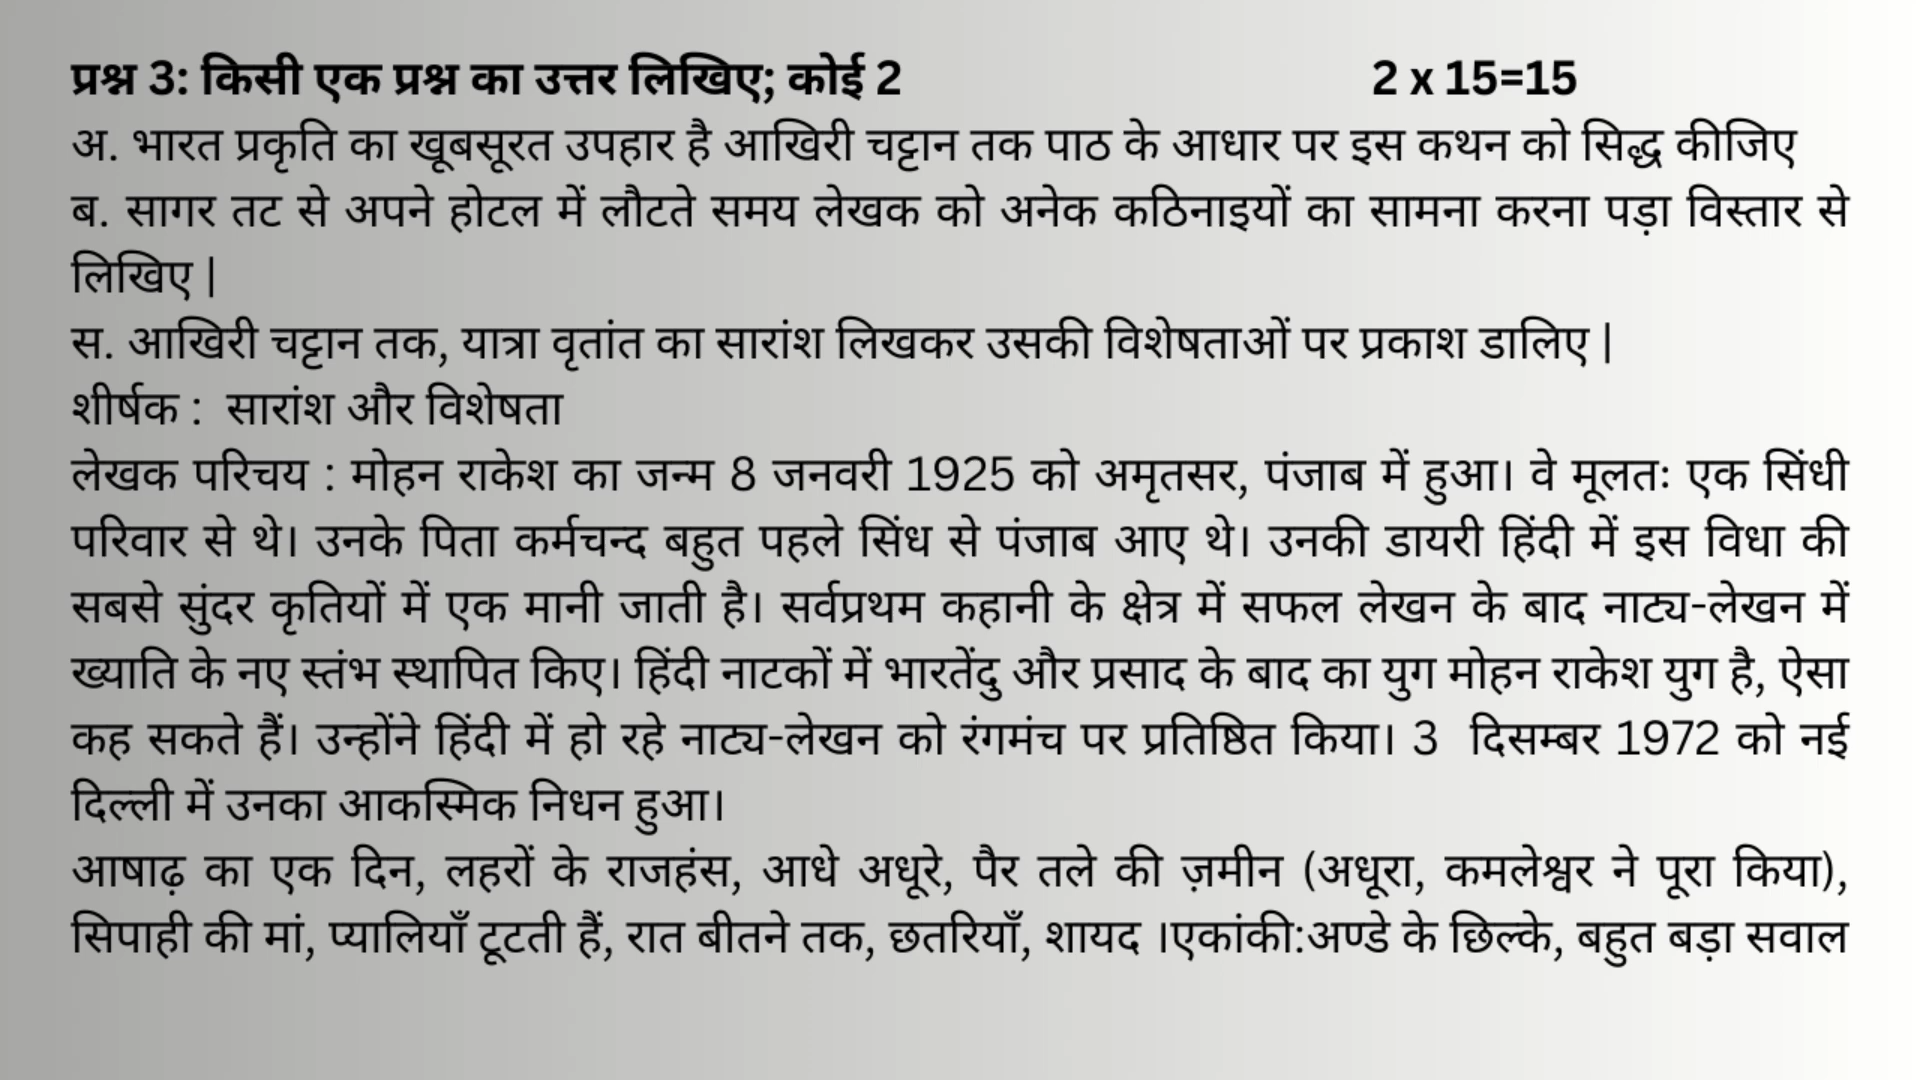 प्रश्न 3: किसी एक प्रश्न का उत्तर लिखिए; कोई 2 2 x 15=15
अ. भारत प्रकृति का खूबसूरत उपहार है आखिरी चट्टान तक पाठ के आधार पर इस कथन को सिद्ध कीजिए
ब. सागर तट से अपने होटल में लौटते समय लेखक को अनेक कठिनाइयों का सामना करना पड़ा विस्तार से
लिखिए |
स. आखिरी चट्टान तक, यात्रा वृतांत का सारांश लिखकर उसकी विशेषताओं पर प्रकाश डालिए |
शीर्षक : सारांश और विशेषता
लेखक परिचय : मोहन राकेश का जन्म 8 जनवरी 1925 को अमृतसर, पंजाब में हुआ। वे मूलतः एक सिंधी
परिवार से थे। उनके पिता कर्मचन्द बहुत पहले सिंध से पंजाब आए थे। उनकी डायरी हिंदी में इस विधा की
सबसे सुंदर कृतियों में एक मानी जाती है। सर्वप्रथम कहानी के क्षेत्र में सफल लेखन के बाद नाट्य-लेखन में
ख्याति के नए स्तंभ स्थापित किए। हिंदी नाटकों में भारतेंदु और प्रसाद के बाद का युग मोहन राकेश युग है, ऐसा
कह सकते हैं। उन्होंने हिंदी में हो रहे नाट्य-लेखन को रंगमंच पर प्रतिष्ठित किया। 3 दिसम्बर 1972 को नई
दिल्ली में उनका आकस्मिक निधन हुआ।
आषाढ़ का एक दिन, लहरों के राजहंस, आधे अधूरे, पैर तले की ज़मीन (अधूरा, कमलेश्वर ने पूरा किया),
सिपाही की मां, प्यालियाँ टूटती हैं, रात बीतने तक, छतरियाँ, शायद ।एकांकी:अण्डे के छिल्के, बहुत बड़ा सवाल